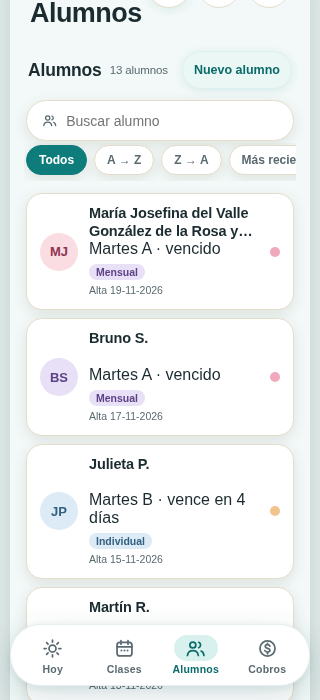 Alumnos
Alumnos 13 alumnos Nuevo alumno
Buscar alumno
Todos A → Z Z → A Más recie
María Josefina del Valle
González de la Rosa y…
MJ
Martes A · vencido
Mensual
Alta 19-11-2026
Bruno S.
BS
Martes A · vencido
Mensual
Alta 17-11-2026
Julieta P.
JP
Martes B · vence en 4
días
Individual
Alta 15-11-2026
Martín R.
Hoy Clases Alumnos Cobros